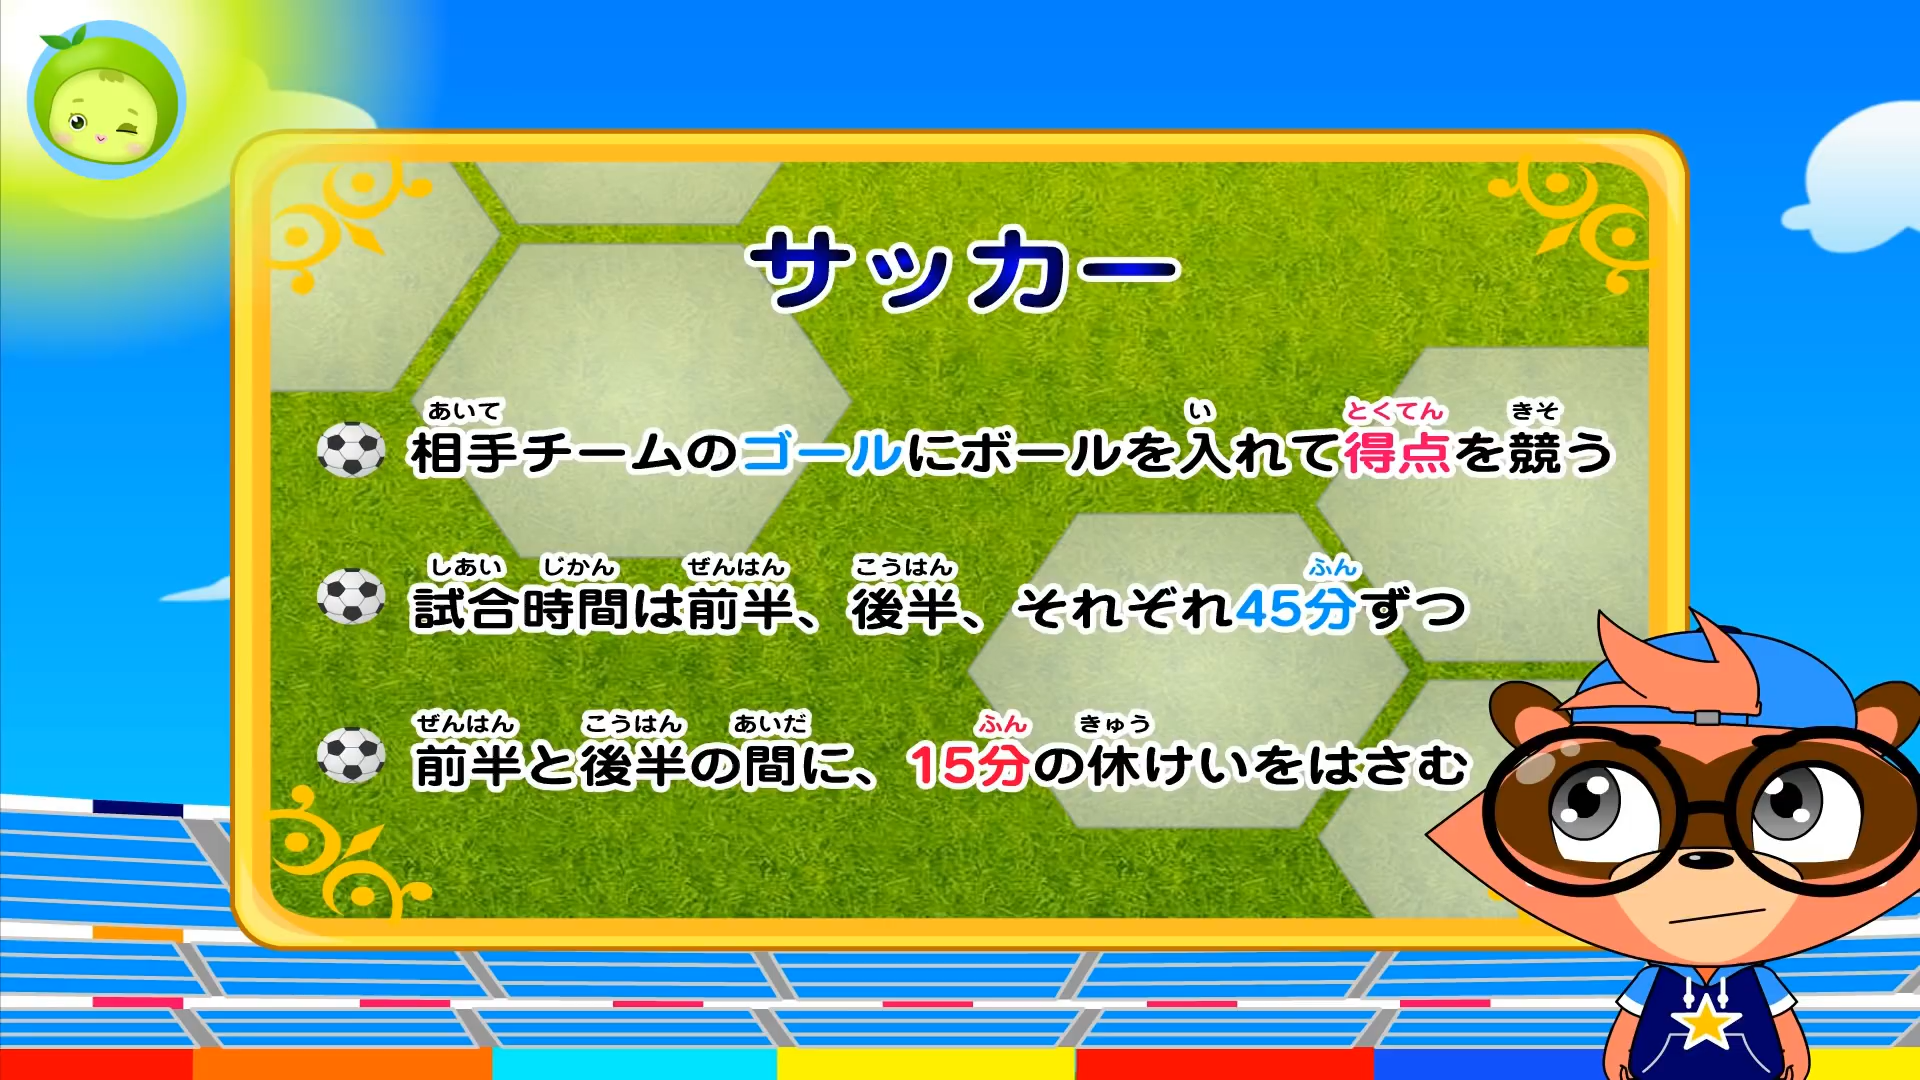 サッカー
あいて い とくてん きそ
相手チームのゴールにボールを入れて得点を競う
しあい じかん ぜんはん こうはん ふん
試合時間は前半、後半、それぞれ45分ずつ
ぜんはん こうはん あいだ ふん きゅう
前半と後半の間に、15分の休けいをはさむ